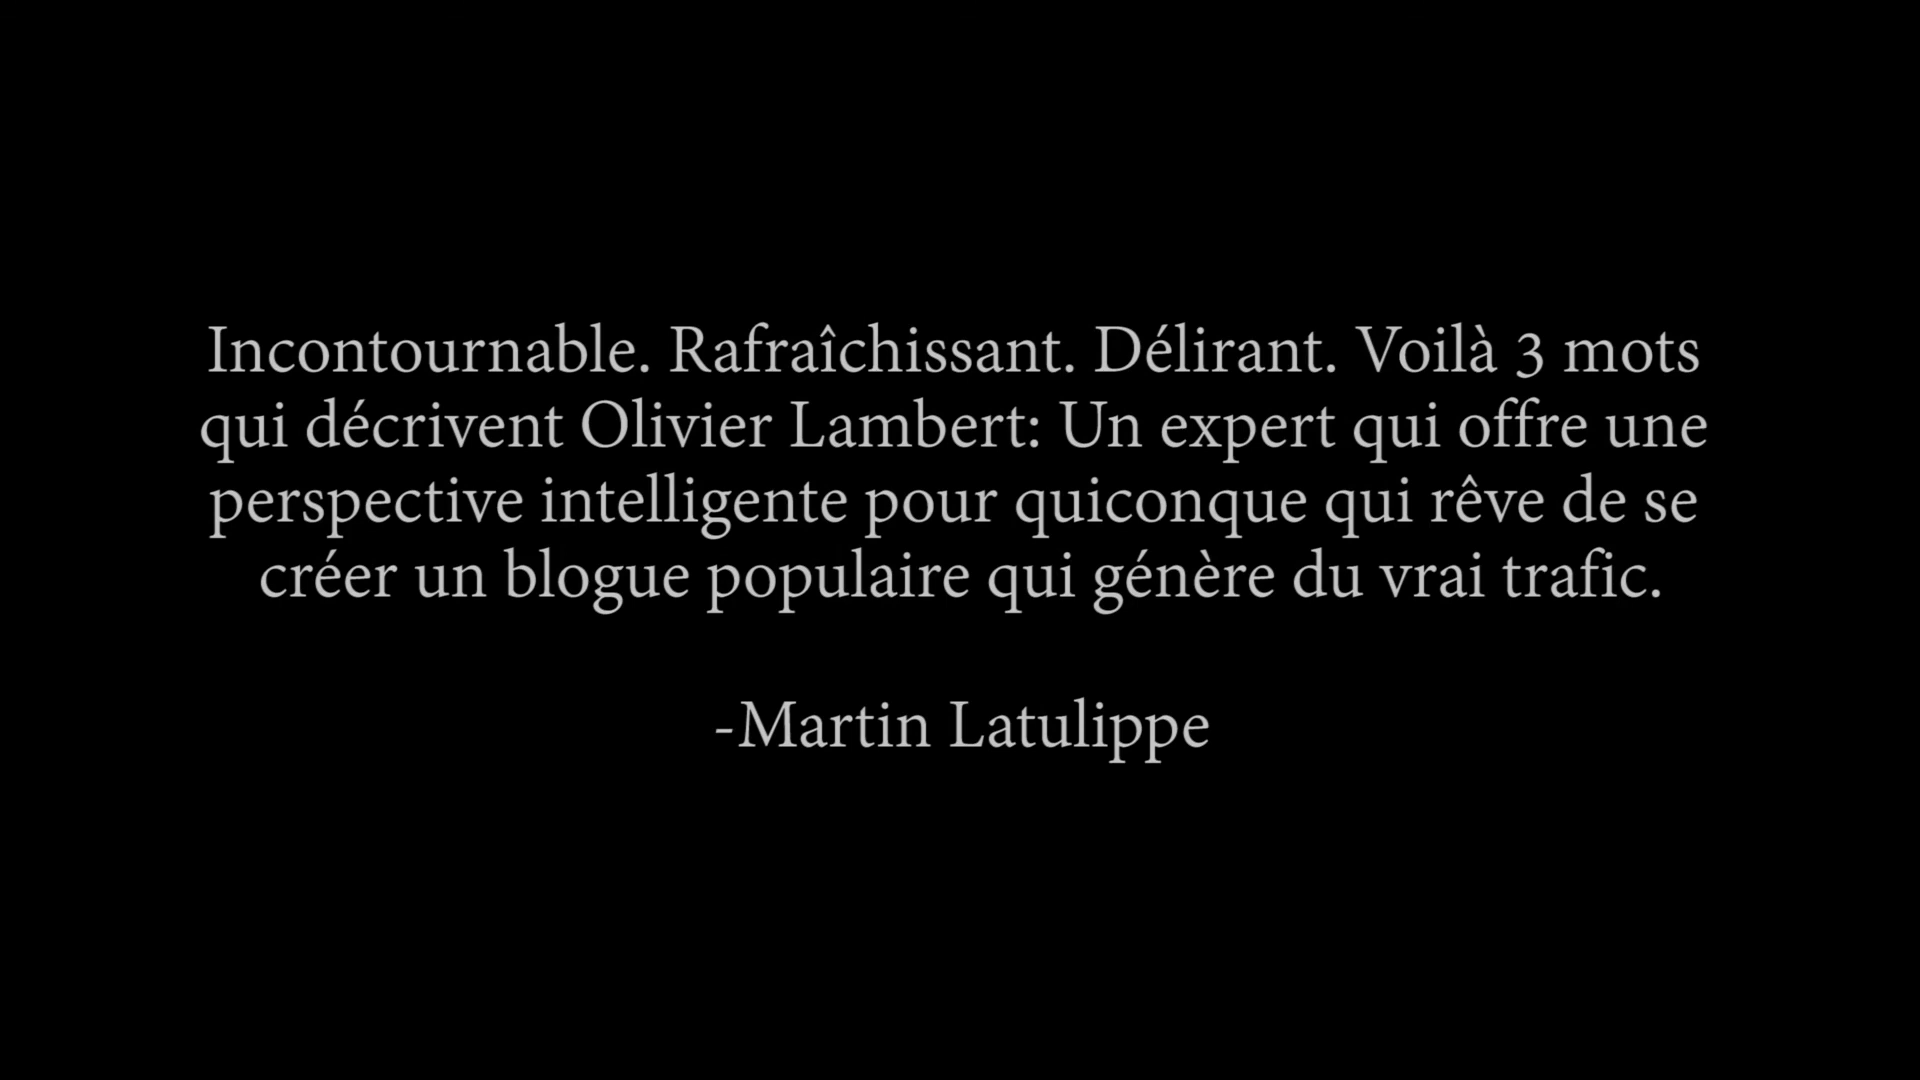 Incontournable. Rafraîchissant. Délirant. Voilà 3 mots
qui décrivent Olivier Lambert: Un expert qui offre une
perspective intelligente pour quiconque qui rêve de se
créer un blogue populaire qui génère du vrai trafic.
-Martin Latulippe